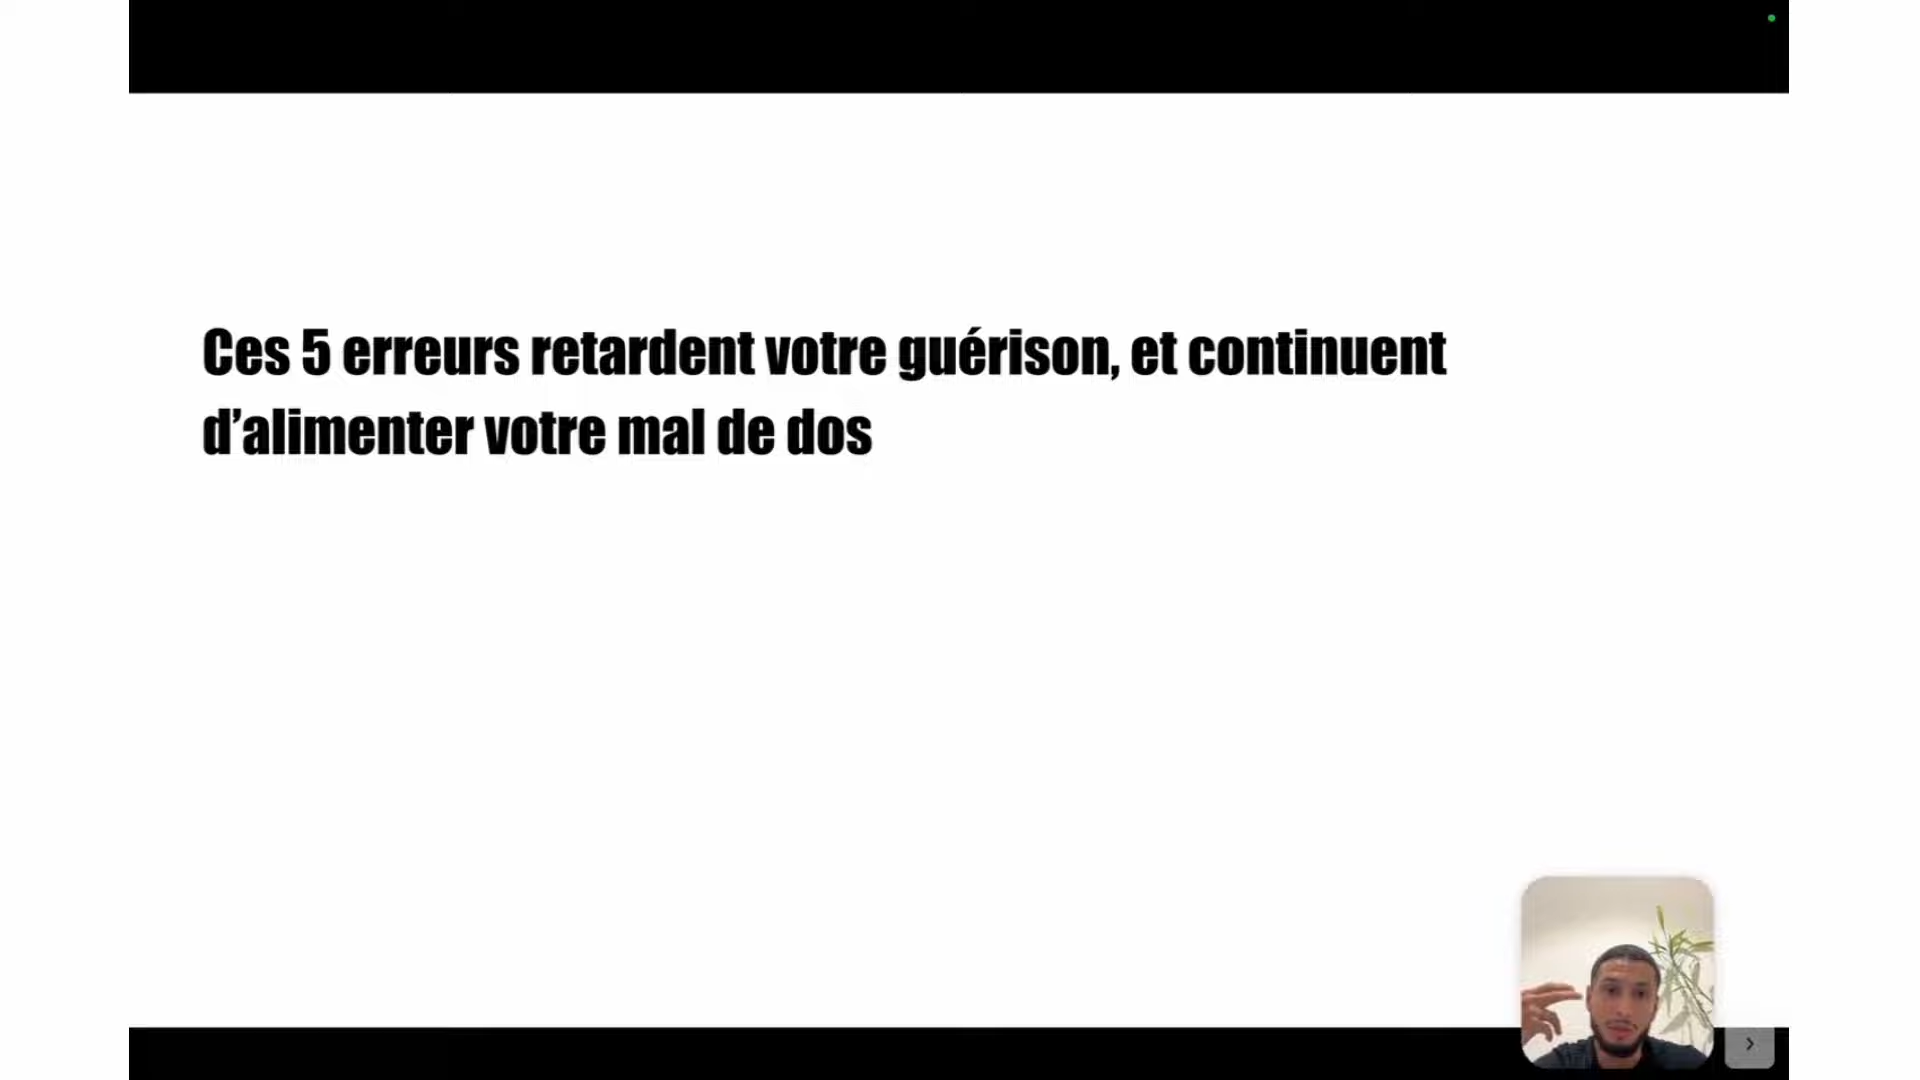 Ces 5 erreurs retardent votre guérison, et continuent
d’alimenter votre mal de dos